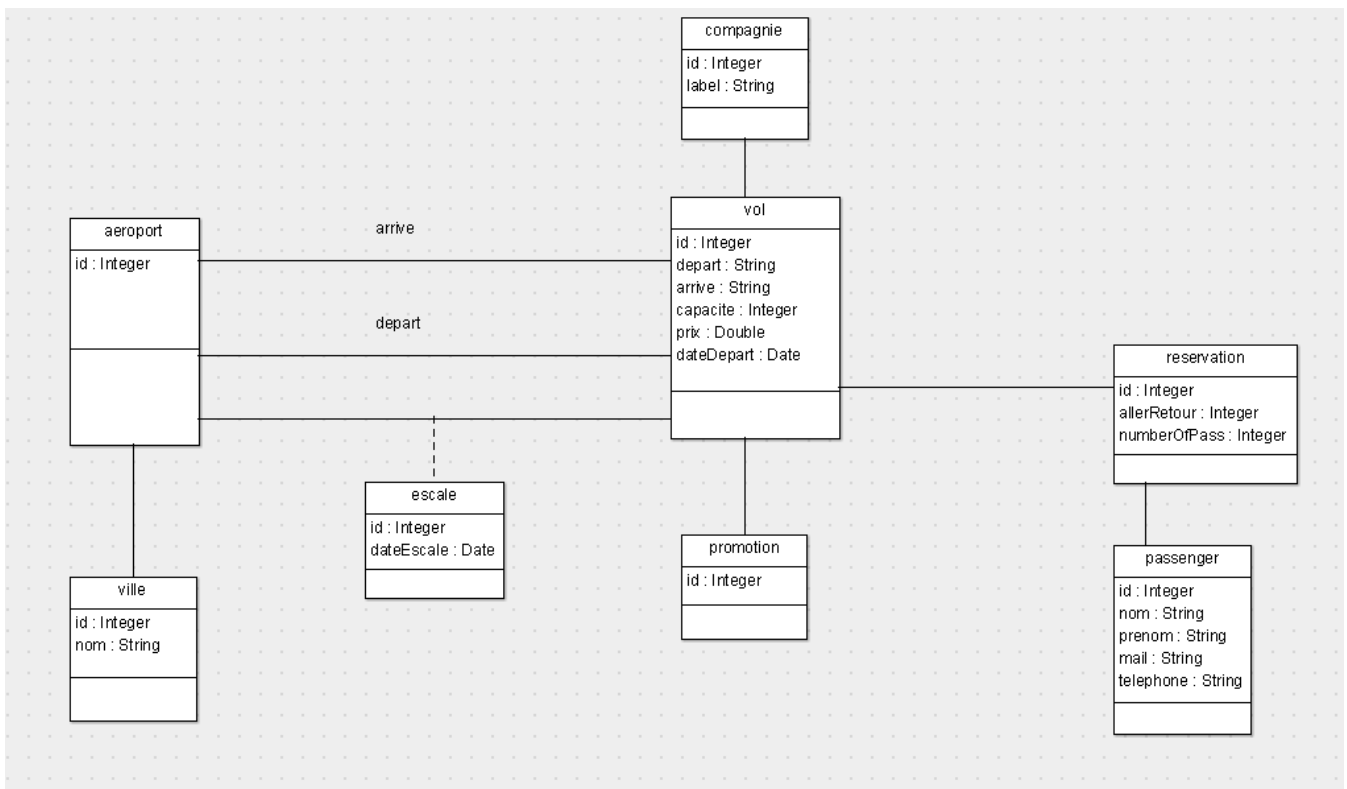 compagnie
id : Integer
label : String
aeroport
id : Integer
arrive
depart
vol
id : Integer
depart : String
arrive : String
capacite : Integer
prix : Double
dateDepart : Date
reservation
id : Integer
allerRetour : Integer
numberOfPass : Integer
escale
id : Integer
dateEscale : Date
promotion
id : Integer
passenger
id : Integer
nom : String
prenom : String
mail : String
telephone : String
ville
id : Integer
nom : String